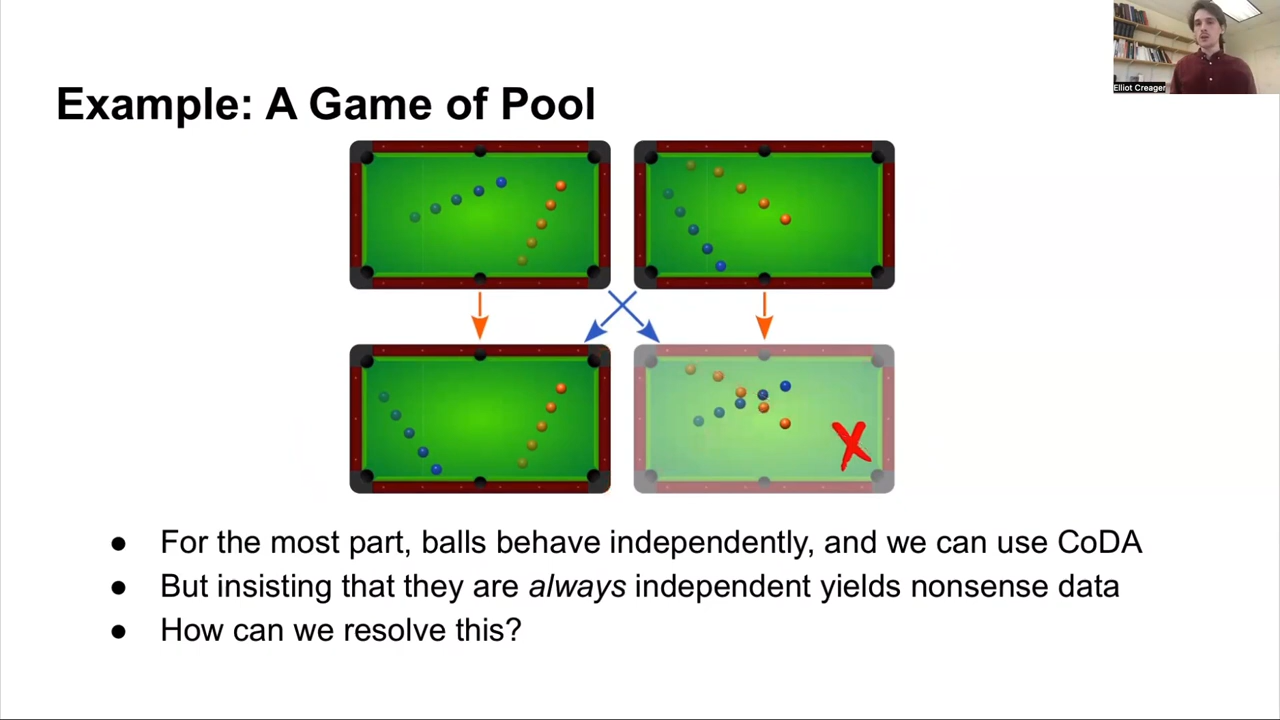 Elliot Creager
Example: A Game of Pool
X
● For the most part, balls behave independently, and we can use CoDA
● But insisting that they are always independent yields nonsense data
● How can we resolve this?